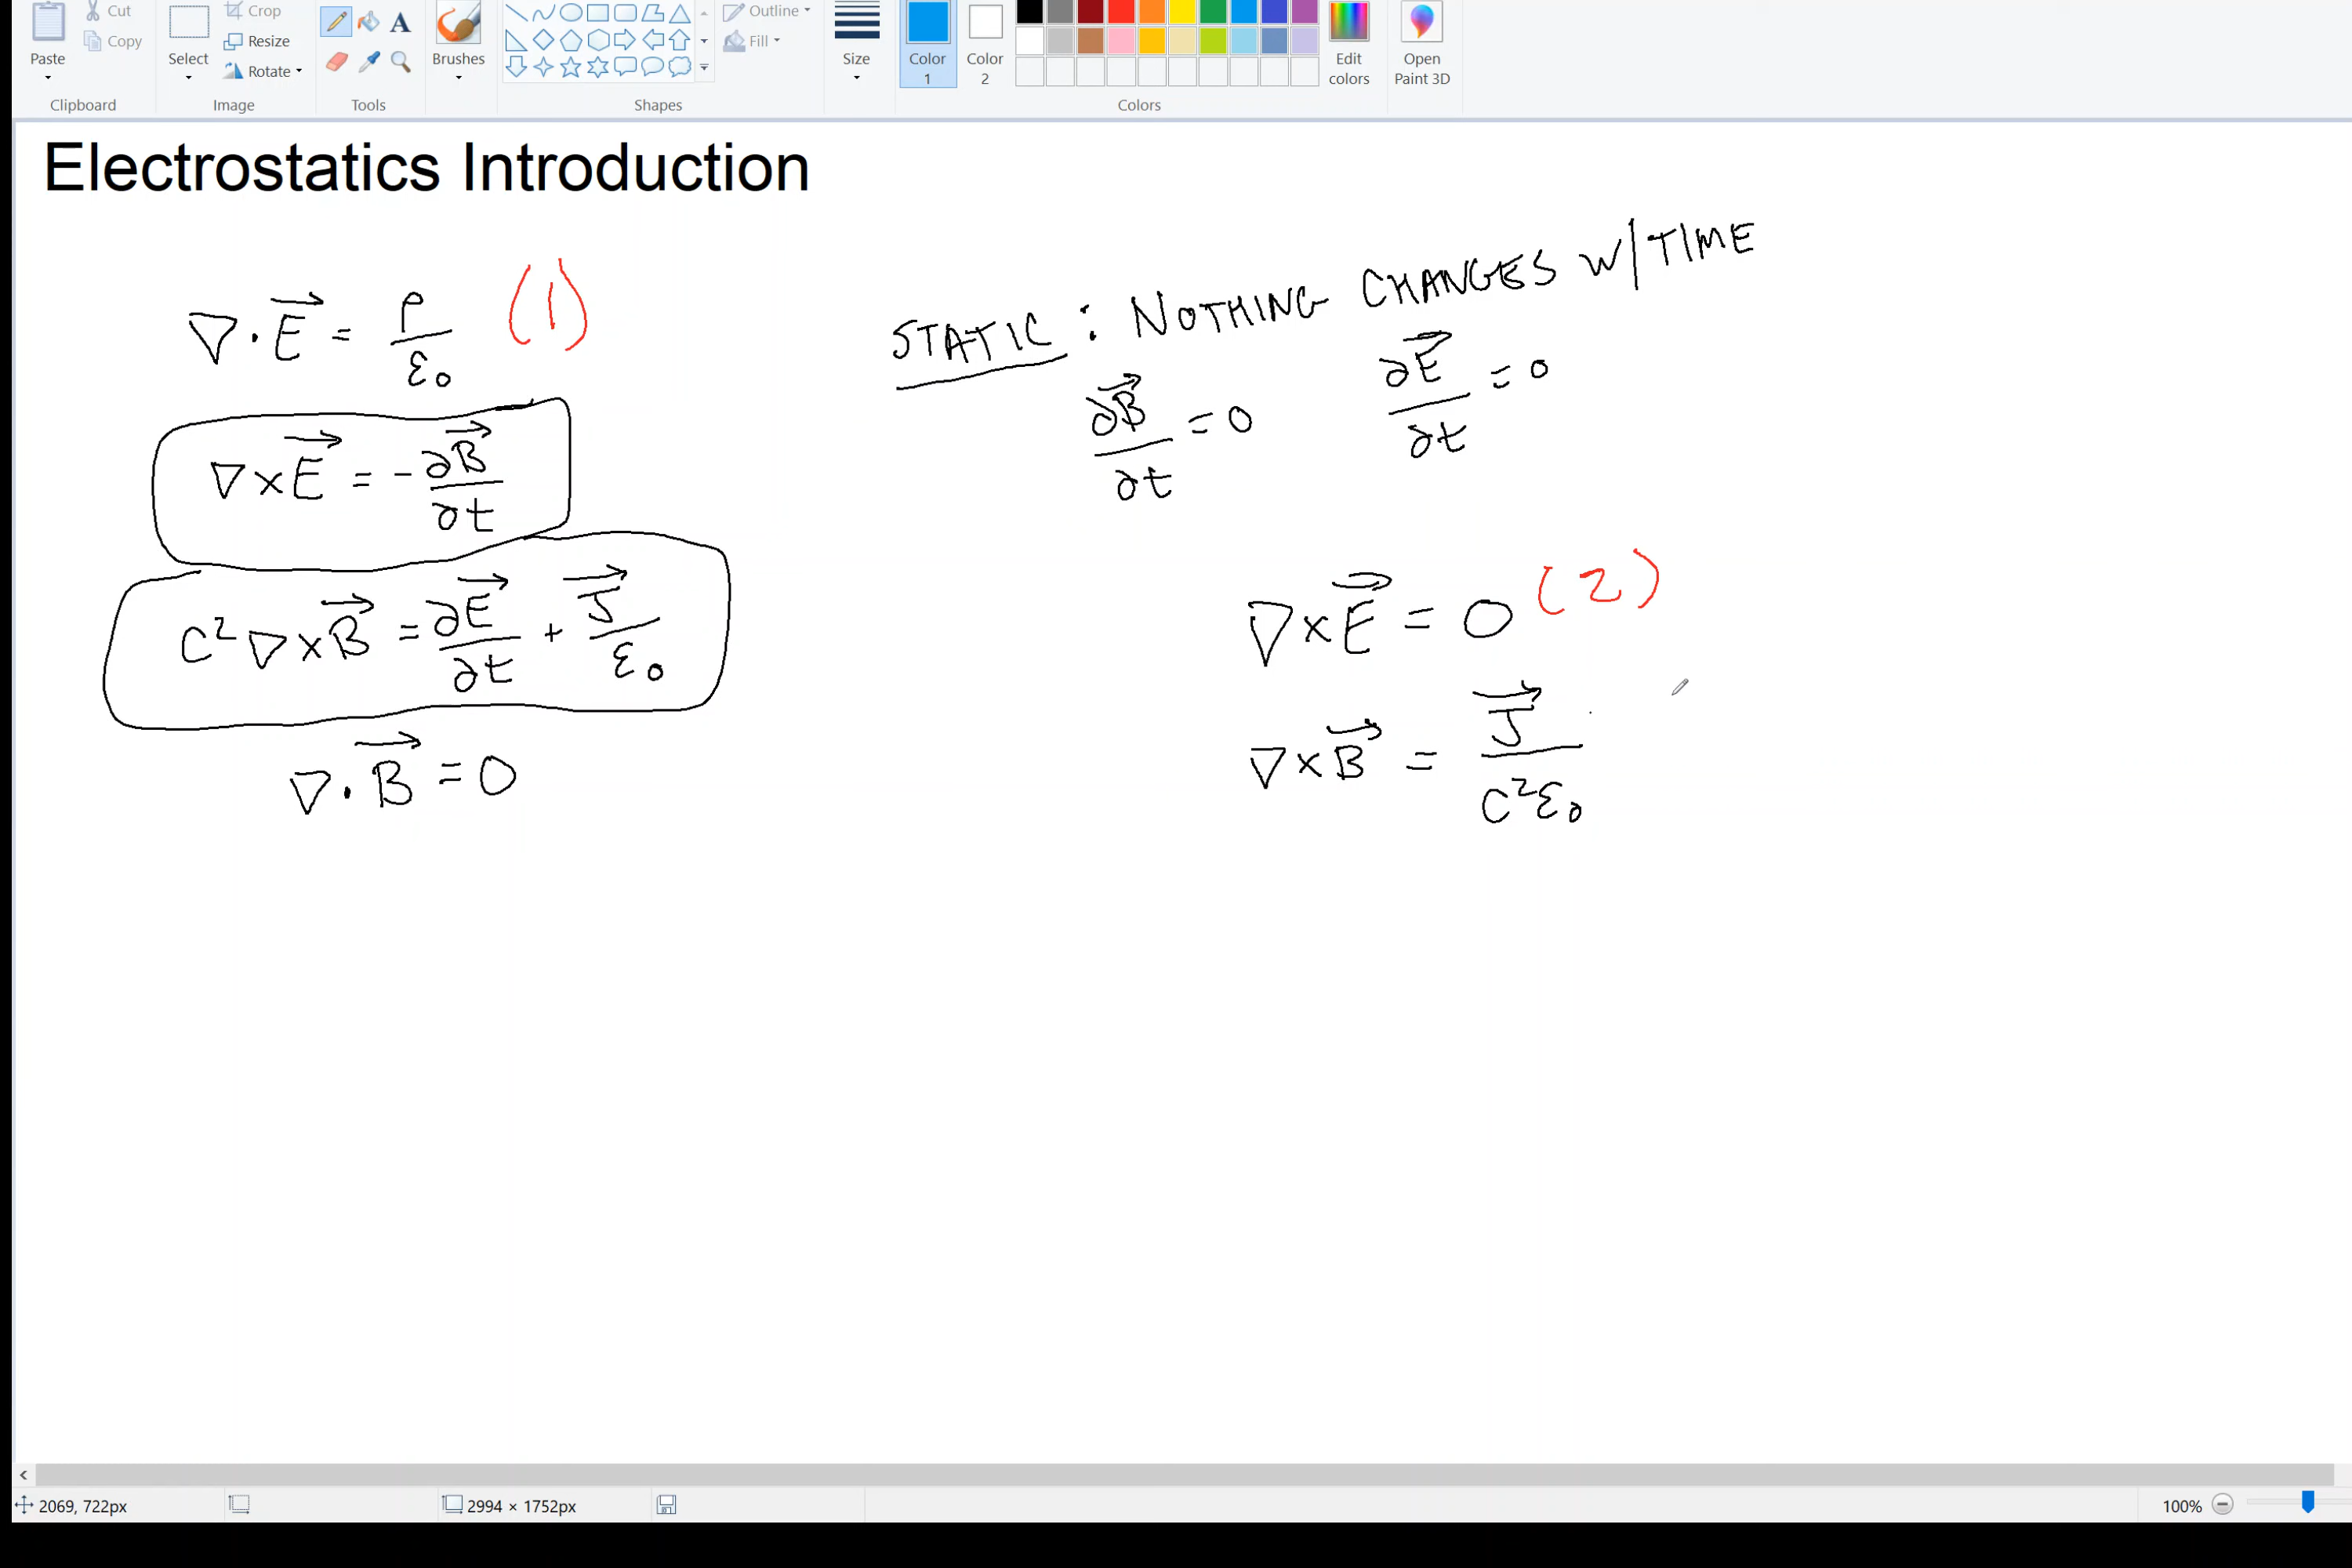 Paste
Cut
Copy
Clipboard
Select
Crop
Resize
Rotate
Image
A
Tools
Brushes
Shapes
Outline
Fill
Size
Color 1
Color 2
Colors
Edit colors
Open Paint 3D
Electrostatics Introduction
∇·E⃗ = ρ/ε₀ (1)
∇×E⃗ = -∂B⃗/∂t
C² ∇×B⃗ = ∂E⃗/∂t + J⃗/ε₀
∇·B⃗ = 0
STATIC : NOTHING CHANGES W/TIME
∂B⃗/∂t = 0 ∂E⃗/∂t = 0
∇×E⃗ = 0 (2)
∇×B⃗ = J⃗/C²ε₀
2069, 722px
2994 × 1752px
100%